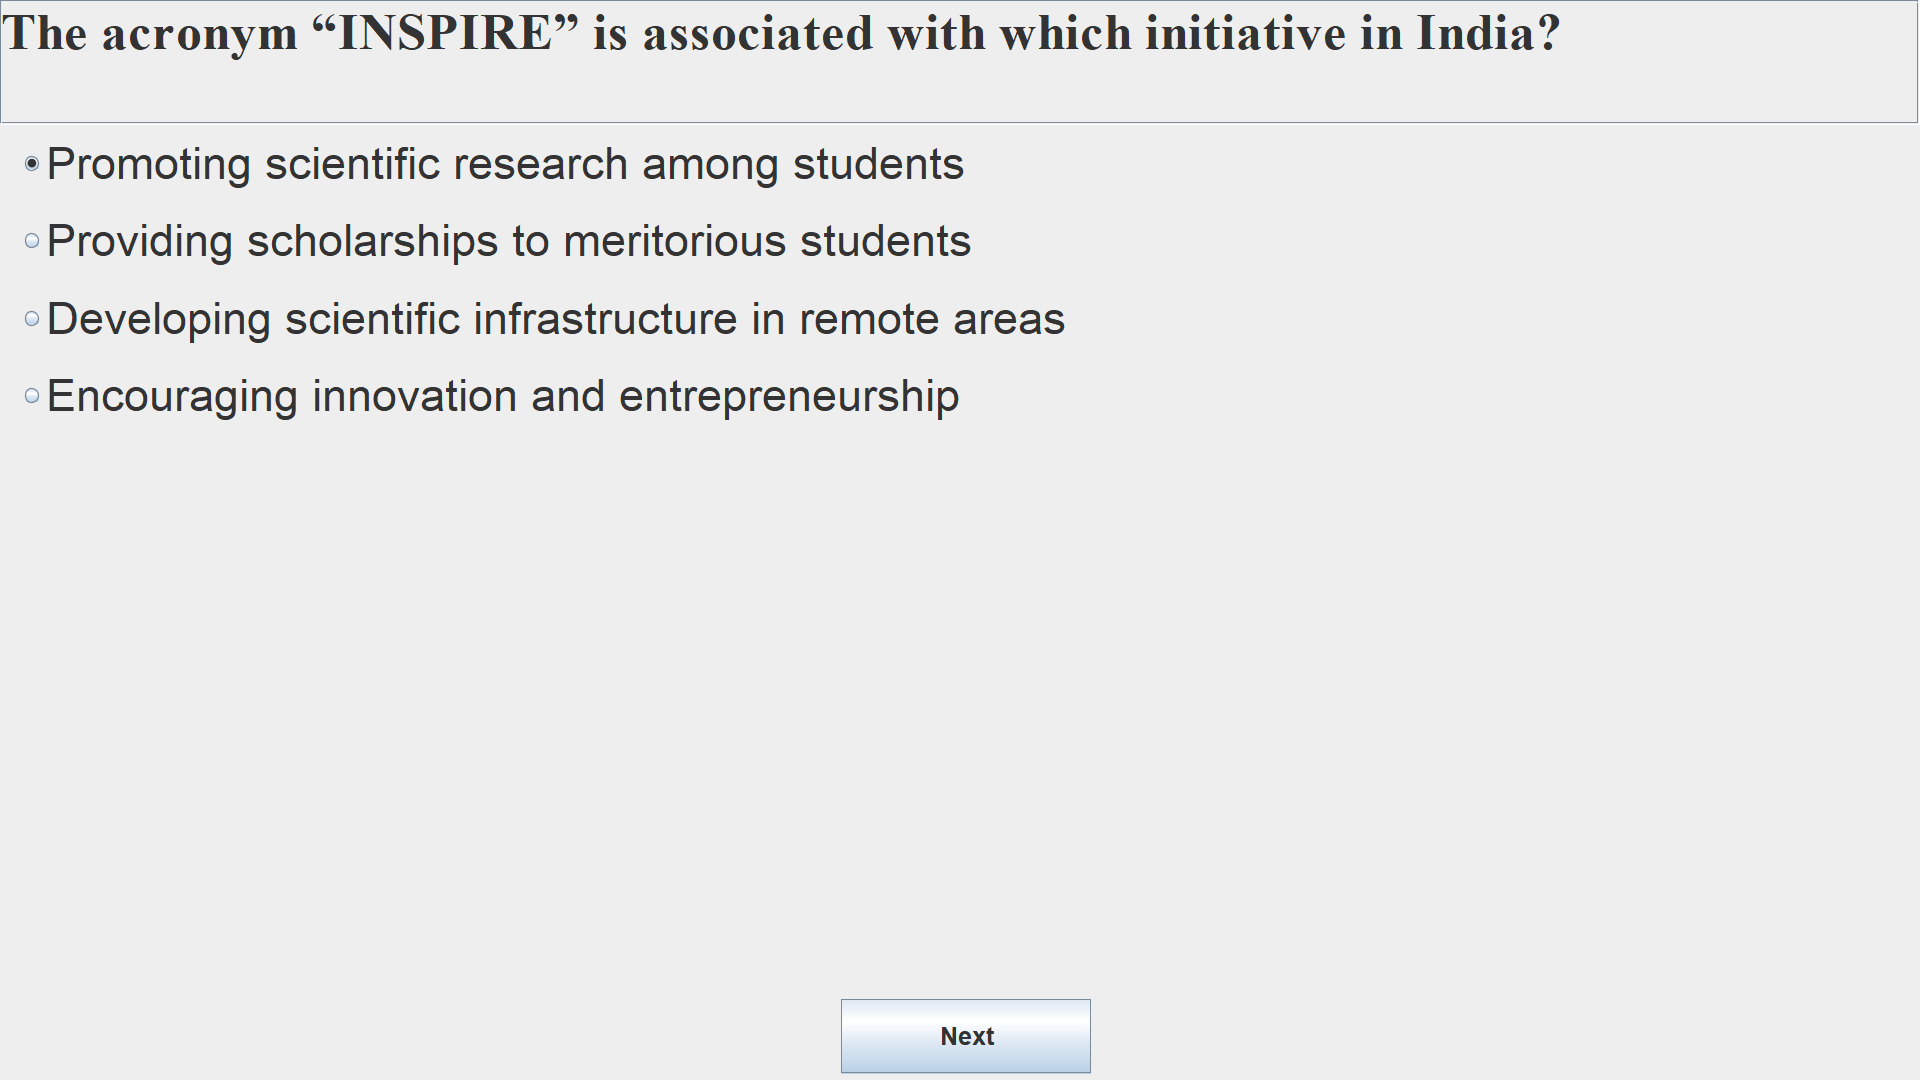 The acronym “INSPIRE” is associated with which initiative in India?
Promoting scientific research among students
Providing scholarships to meritorious students
Developing scientific infrastructure in remote areas
Encouraging innovation and entrepreneurship
Next